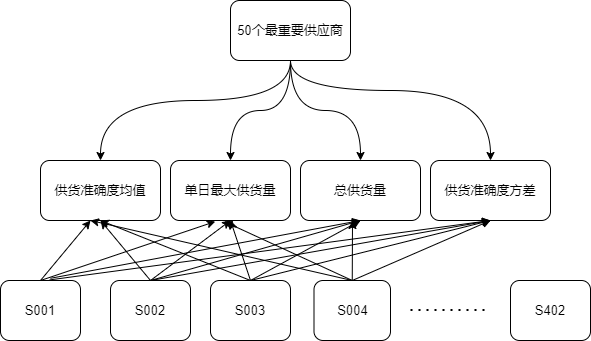 50个最重要供应商
供货准确度均值
单日最大供货量
总供货量
供货准确度方差
S001
S002
S003
S004
S402